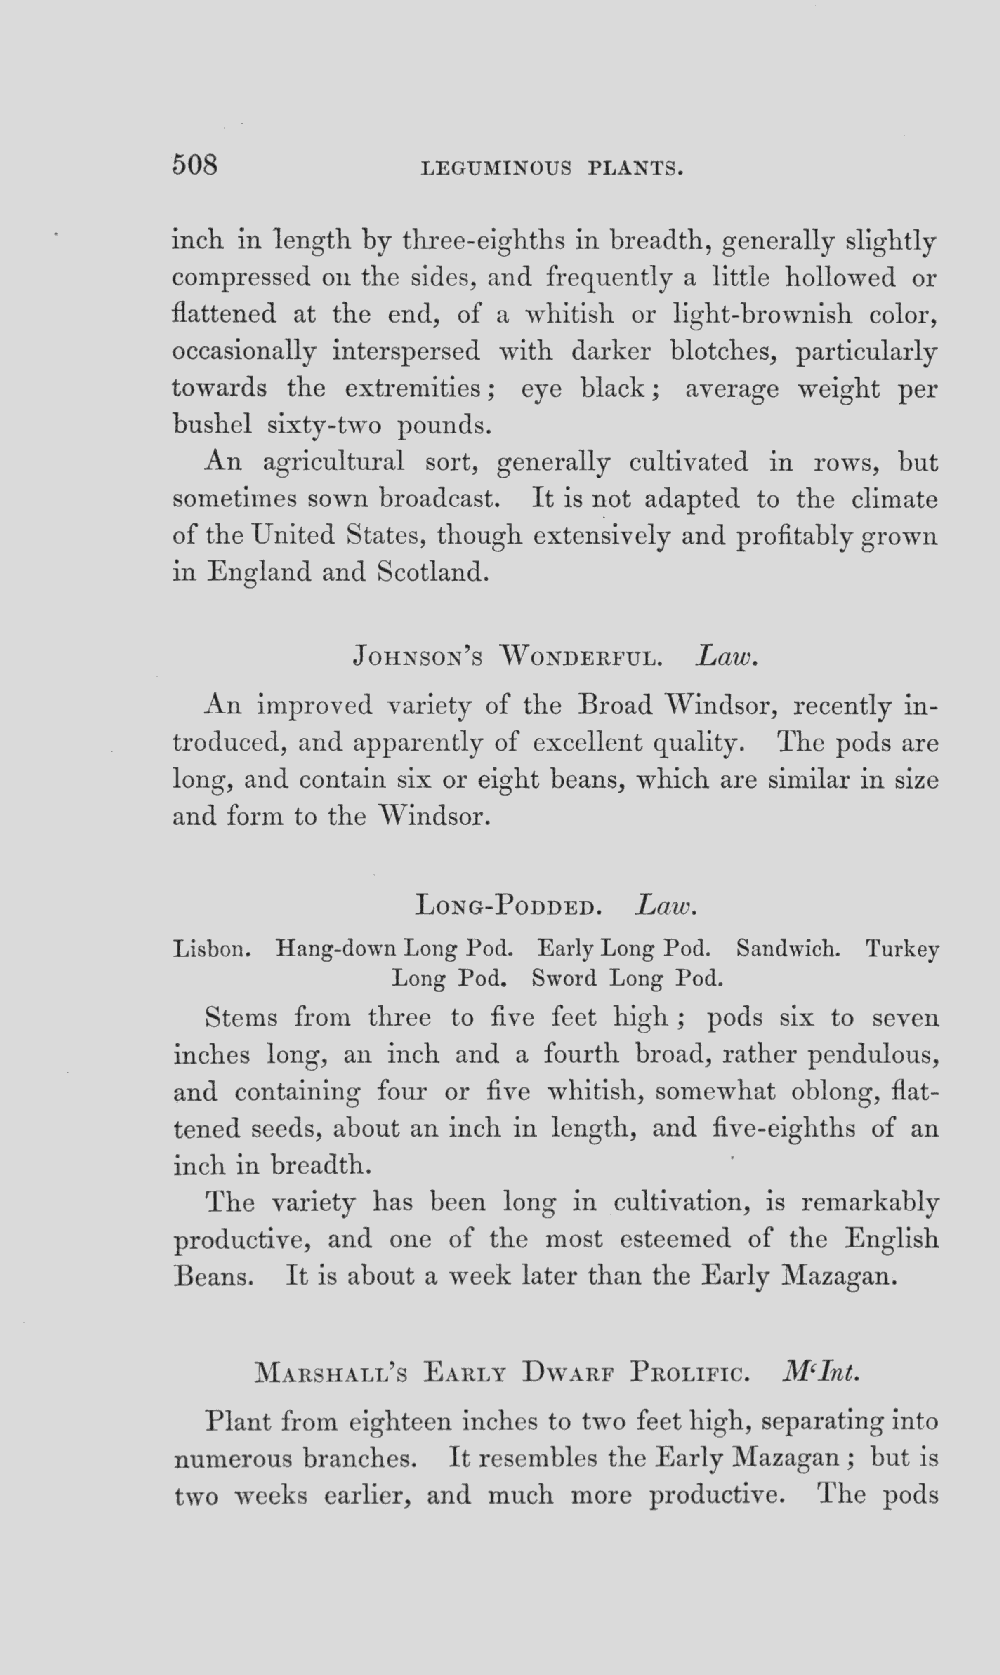 508 LEGUMINOUS PLANTS.
inch in length by three-eighths in breadth, generally slightly
compressed on the sides, and frequently a little hollowed or
flattened at the end, of a whitish or light-brownish color,
occasionally interspersed with darker blotches, particularly
towards the extremities; eye black; average weight per
bushel sixty-two pounds.
An agricultural sort, generally cultivated in rows, but
sometimes sown broadcast. It is not adapted to the climate
of the United States, though extensively and profitably grown
in England and Scotland.
Johnson's Wonderful. Law.
An improved variety of the Broad Windsor, recently in-
troduced, and apparently of excellent quality. The pods are
long, and contain six or eight beans, which are similar in size
and form to the Windsor.
Long-Podded. Law.
Lisbon. Hang-down Long Pod. Early Long Pod. Sandwich. Turkey
Long Pod. Sword Long Pod.
Stems from three to five feet high; pods six to seven
inches long, an inch and a fourth broad, rather pendulous,
and containing four or five whitish, somewhat oblong, flat-
tened seeds, about an inch in length, and five-eighths of an
inch in breadth.
The variety has been long in cultivation, is remarkably
productive, and one of the most esteemed of the English
Beans. It is about a week later than the Early Mazagan.
Marshall's Early Dwarf Prolific. M‘Int.
Plant from eighteen inches to two feet high, separating into
numerous branches. It resembles the Early Mazagan; but is
two weeks earlier, and much more productive. The pods